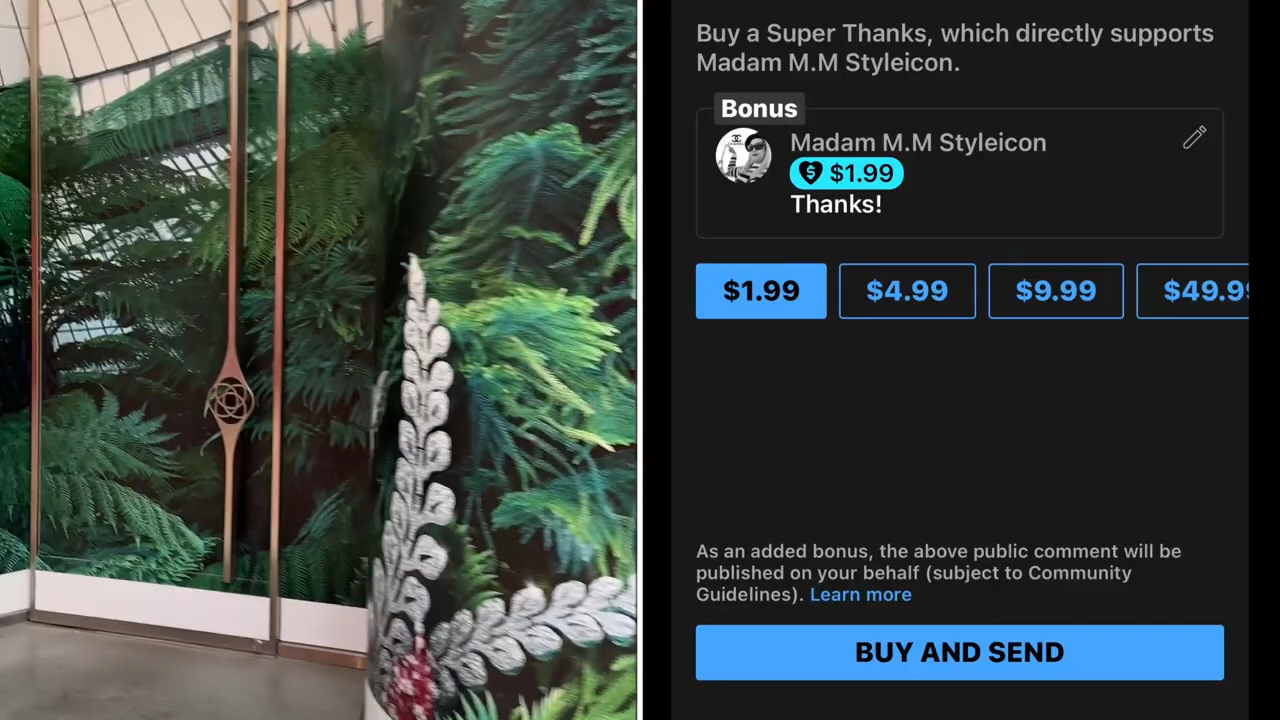 Buy a Super Thanks, which directly supports
Madam M.M Styleicon.
Bonus
Madam M.M Styleicon
$1.99
Thanks!
$1.99 $4.99 $9.99 $49.9
As an added bonus, the above public comment will be
published on your behalf (subject to Community
Guidelines). Learn more
BUY AND SEND